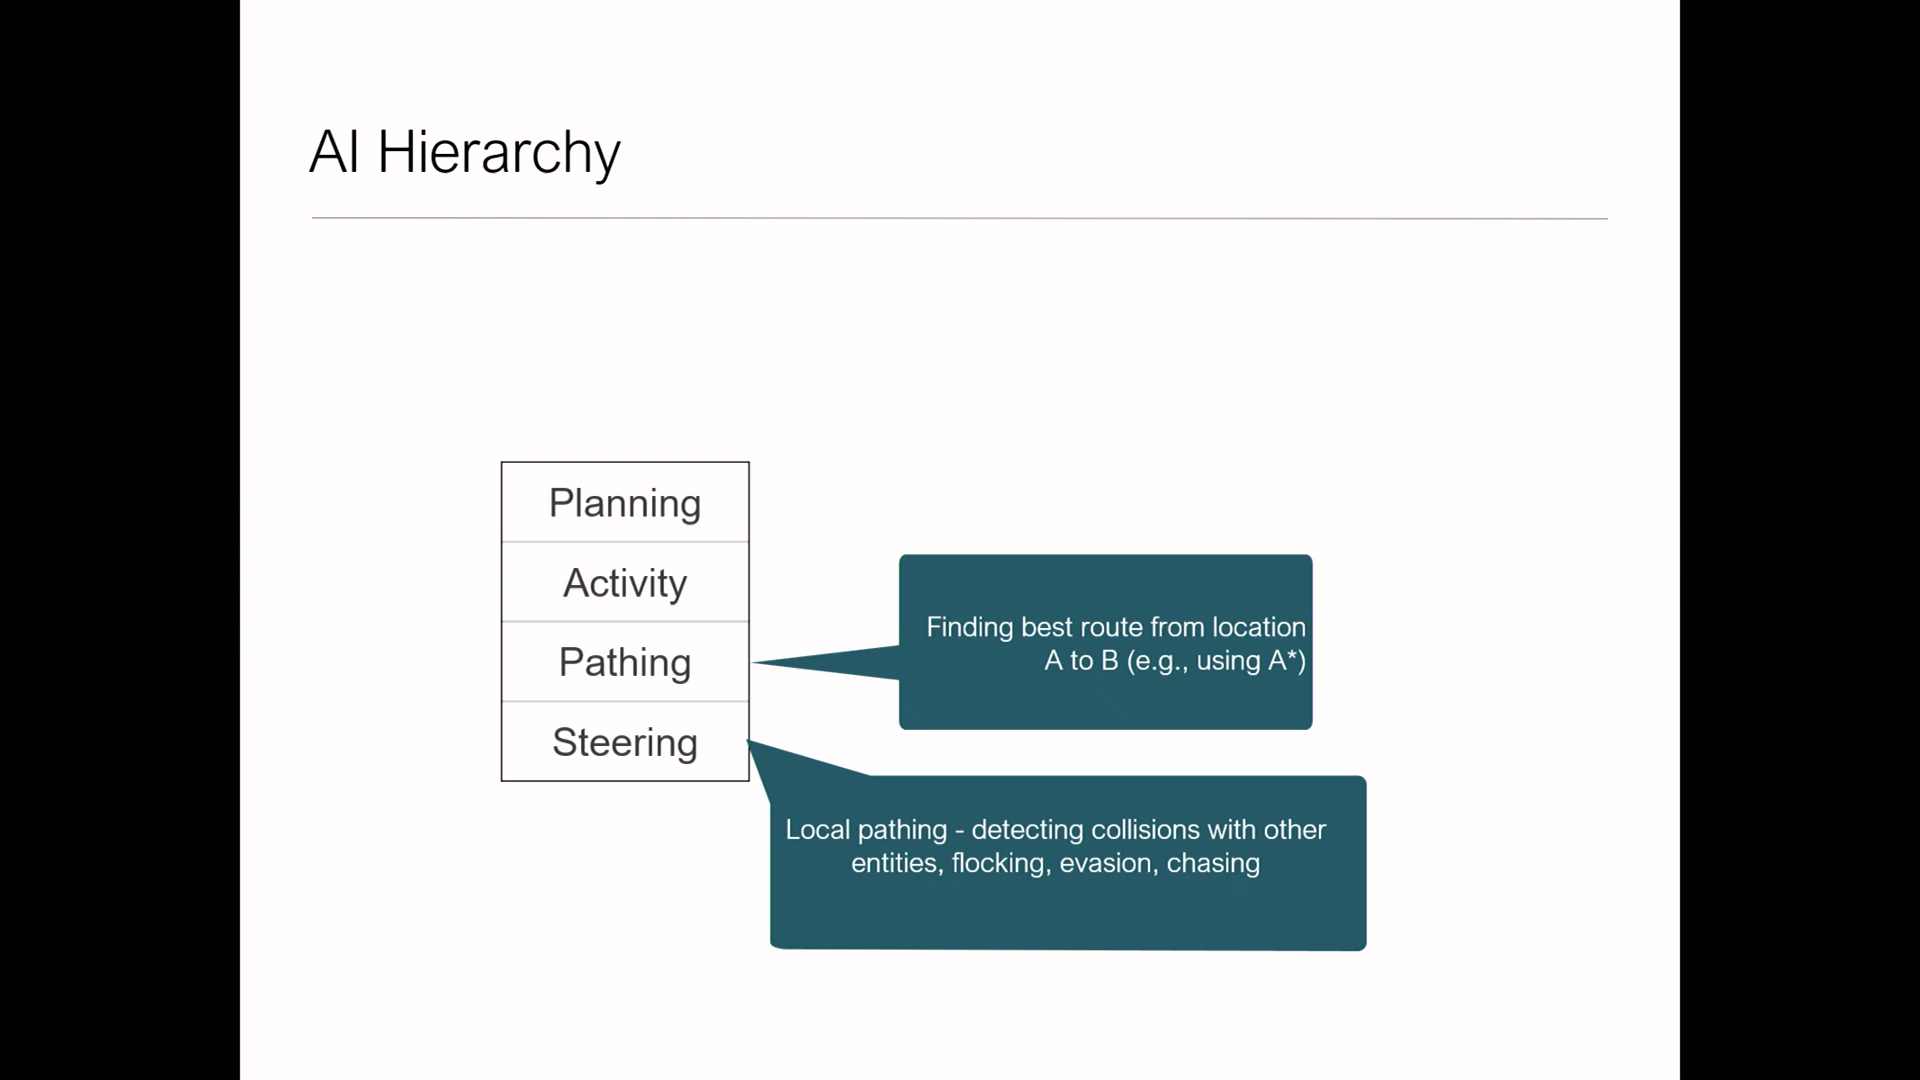 AI Hierarchy
Planning
Activity
Pathing
Steering
Finding best route from location
A to B (e.g., using A*)
Local pathing - detecting collisions with other
entities, flocking, evasion, chasing